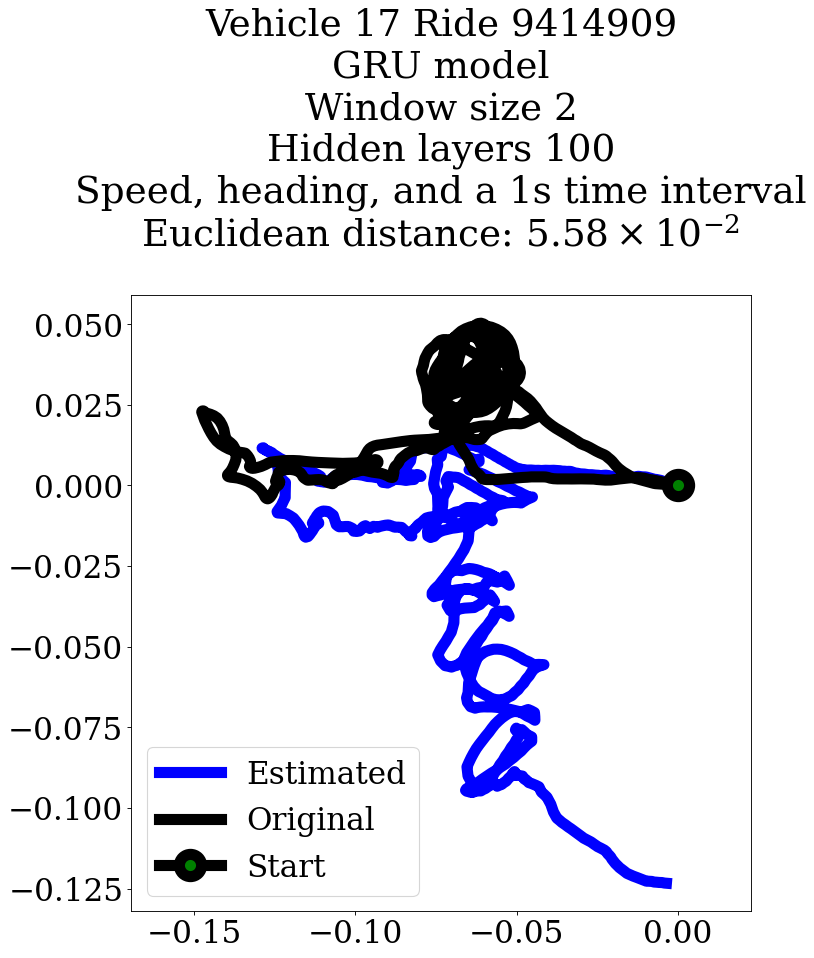 Vehicle 17 Ride 9414909
GRU model
Window size 2
Hidden layers 100
Speed, heading, and a 1s time interval
Euclidean distance: 5.58 × 10⁻²
0.050
0.025
0.000
−0.025
−0.050
−0.075
−0.100
−0.125
Estimated
Original
Start
−0.15
−0.10
−0.05
0.00